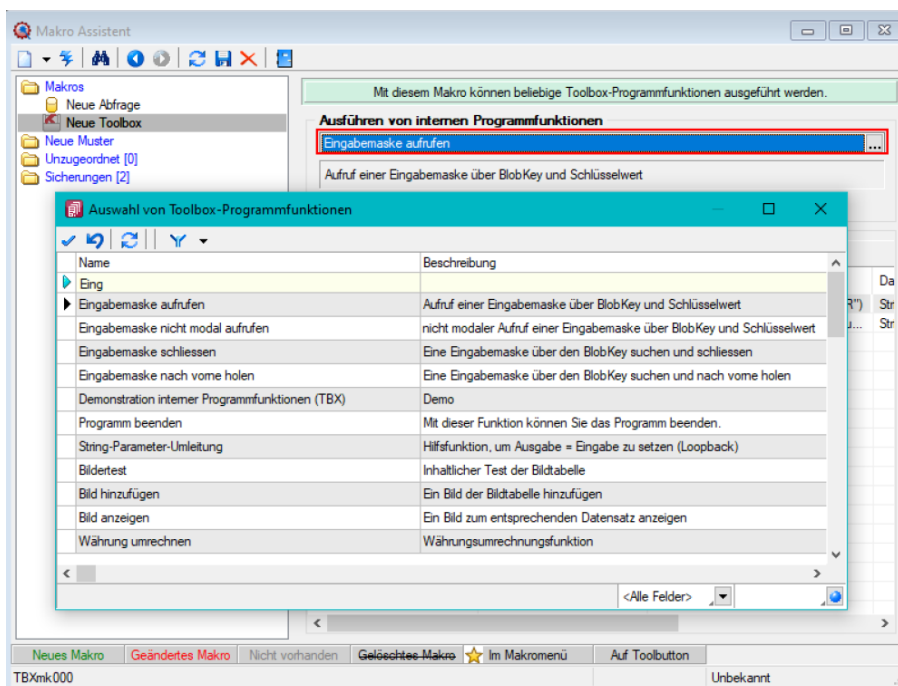 Makro Assistent
Makros
Neue Abfrage
Neue Toolbox
Neue Muster
Unzugeordnet [0]
Sicherungen [2]
Mit diesem Makro können beliebige Toolbox-Programmfunktionen ausgeführt werden.
Ausführen von internen Programmfunktionen
Eingabemaske aufrufen
...
Aufruf einer Eingabemaske über BlobKey und Schlüsselwert
Auswahl von Toolbox-Programmfunktionen
Name Beschreibung
Eing
Eingabemaske aufrufen Aufruf einer Eingabemaske über BlobKey und Schlüsselwert
Eingabemaske nicht modal aufrufen nicht modaler Aufruf einer Eingabemaske über BlobKey und Schlüsselwert
Eingabemaske schliessen Eine Eingabemaske über den BlobKey suchen und schliessen
Eingabemaske nach vorne holen Eine Eingabemaske über den BlobKey suchen und nach vorne holen
Demonstration interner Programmfunktionen (TBX) Demo
Programm beenden Mit dieser Funktion können Sie das Programm beenden.
String-Parameter-Umleitung Hilfsfunktion, um Ausgabe = Eingabe zu setzen (Loopback)
Bildertest Inhaltlicher Test der Bildtabelle
Bild hinzufügen Ein Bild der Bildtabelle hinzufügen
Bild anzeigen Ein Bild zum entsprechenden Datensatz anzeigen
Währung umrechnen Währungsumrechnungsfunktion
<Alle Felder>
Da
R") Str
u... Str
Neues Makro Geändertes Makro Nicht vorhanden Gelöschtes Makro Im Makromenü Auf Toolbutton
TBXmk000 Unbekannt